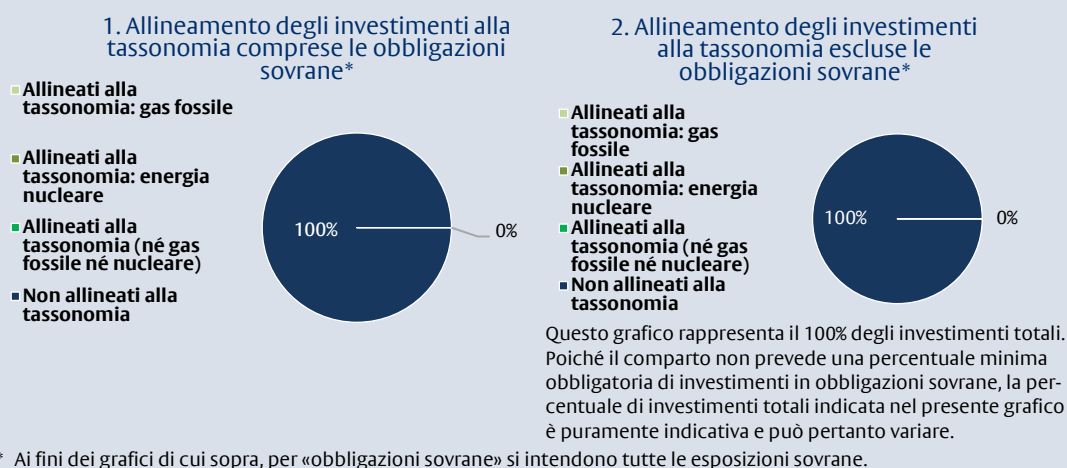 1. Allineamento degli investimenti alla
tassonomia comprese le obbligazioni
sovrane*
Allineati alla
tassonomia: gas fossile
Allineati alla
tassonomia: energia
nucleare
Allineati alla
tassonomia (né gas
fossile né nucleare)
Non allineati alla
tassonomia
100%
0%
2. Allineamento degli investimenti
alla tassonomia escluse le
obbligazioni sovrane*
Allineati alla
tassonomia: gas
fossile
Allineati alla
tassonomia: energia
nucleare
Allineati alla
tassonomia (né gas
fossile né nucleare)
Non allineati alla
tassonomia
100%
0%
Questo grafico rappresenta il 100% degli investimenti totali.
Poiché il comparto non prevede una percentuale minima
obbligatoria di investimenti in obbligazioni sovrane, la per-
centuale di investimenti totali indicata nel presente grafico
è puramente indicativa e può pertanto variare.
* Ai fini dei grafici di cui sopra, per «obbligazioni sovrane» si intendono tutte le esposizioni sovrane.